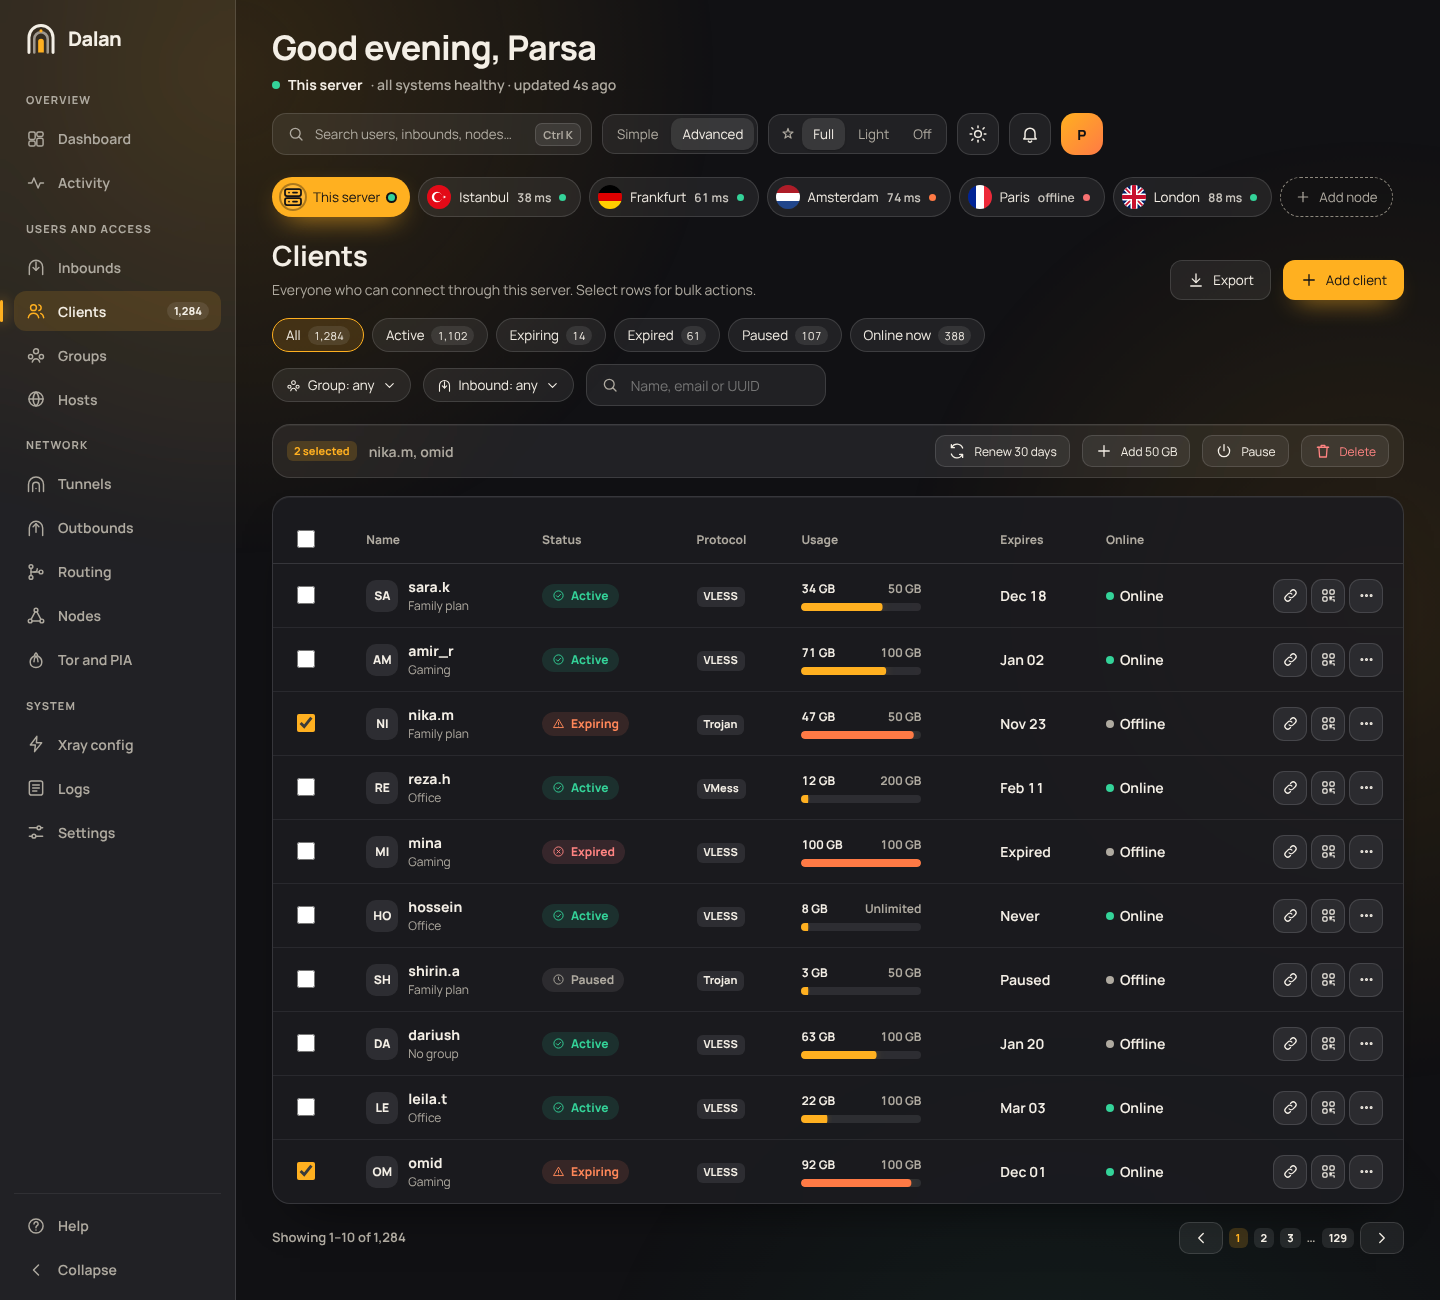 Dalan
OVERVIEW
Dashboard
Activity
USERS AND ACCESS
Inbounds
Clients 1,284
Groups
Hosts
NETWORK
Tunnels
Outbounds
Routing
Nodes
Tor and PIA
SYSTEM
Xray config
Logs
Settings
Help
Collapse
Good evening, Parsa
This server · all systems healthy · updated 4s ago
Search users, inbounds, nodes... Ctrl K Simple Advanced Full Light Off P
This server Istanbul 38 ms Frankfurt 61 ms Amsterdam 74 ms Paris offline London 88 ms Add node
Clients
Everyone who can connect through this server. Select rows for bulk actions.
Export Add client
All 1,284 Active 1,102 Expiring 14 Expired 61 Paused 107 Online now 388
Group: any Inbound: any Name, email or UUID
2 selected nika.m, omid Renew 30 days Add 50 GB Pause Delete
Name Status Protocol Usage Expires Online
SA sara.k Family plan Active VLESS 34 GB 50 GB Dec 18 Online
AM amir_r Gaming Active VLESS 71 GB 100 GB Jan 02 Online
NI nika.m Family plan Expiring Trojan 47 GB 50 GB Nov 23 Offline
RE reza.h Office Active VMess 12 GB 200 GB Feb 11 Online
MI mina Gaming Expired VLESS 100 GB 100 GB Expired Offline
HO hossein Office Active VLESS 8 GB Unlimited Never Online
SH shirin.a Family plan Paused Trojan 3 GB 50 GB Paused Offline
DA dariush No group Active VLESS 63 GB 100 GB Jan 20 Offline
LE leila.t Office Active VLESS 22 GB 100 GB Mar 03 Online
OM omid Gaming Expiring VLESS 92 GB 100 GB Dec 01 Online
Showing 1–10 of 1,284
1 2 3 ... 129